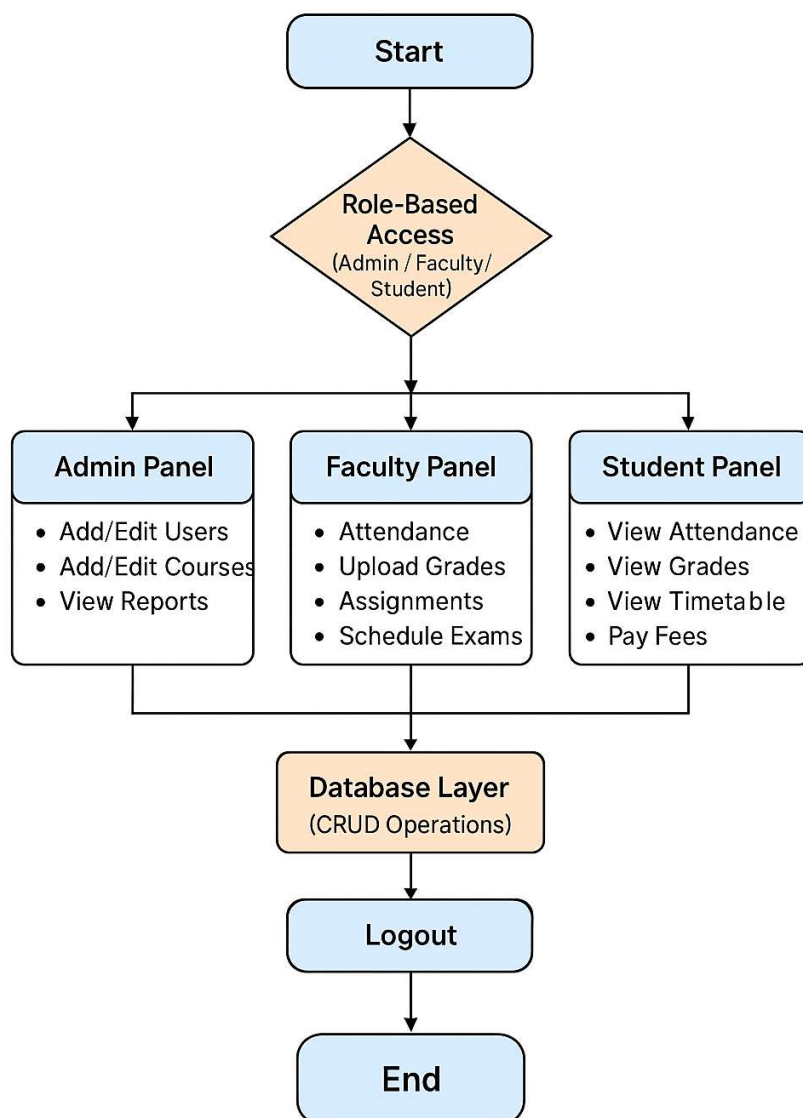 Start
Role-Based
Access
(Admin / Faculty/
Student)
Admin Panel
• Add/Edit Users
• Add/Edit Courses
• View Reports
Faculty Panel
• Attendance
• Upload Grades
• Assignments
• Schedule Exams
Student Panel
• View Attendance
• View Grades
• View Timetable
• Pay Fees
Database Layer
(CRUD Operations)
Logout
End